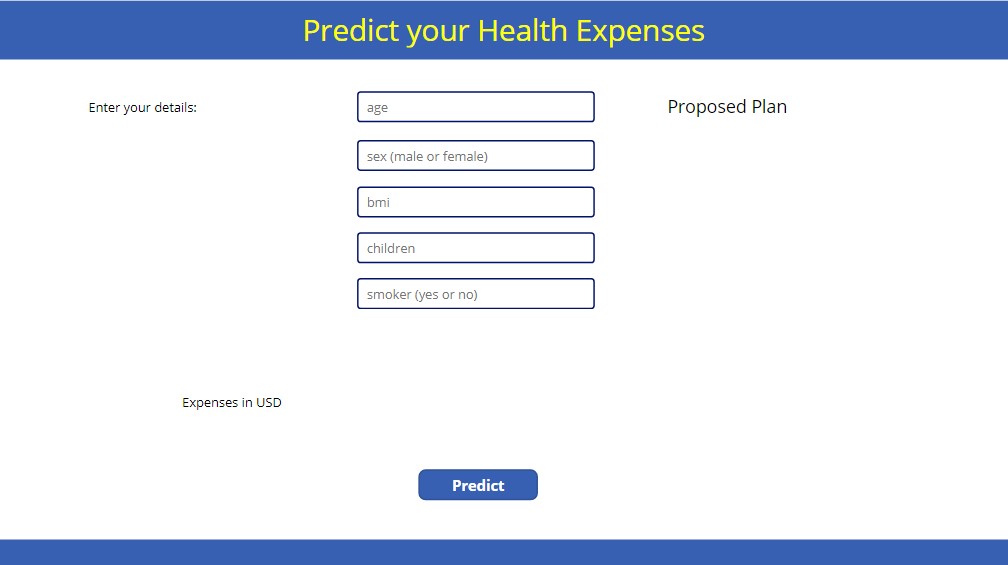 Predict your Health Expenses
Enter your details:
age
Proposed Plan
sex (male or female)
bmi
children
smoker (yes or no)
Expenses in USD
Predict